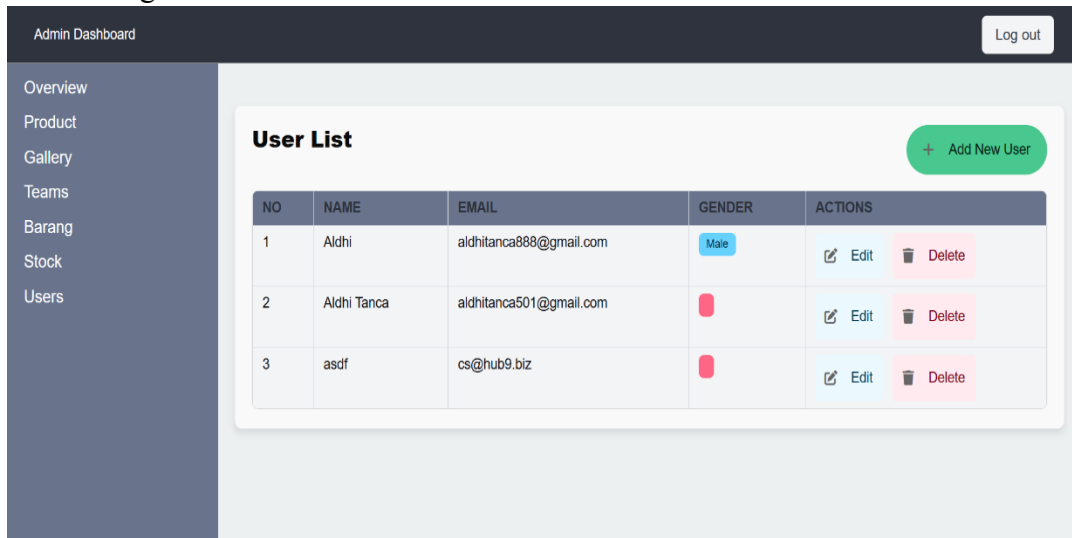 Admin Dashboard
Log out
Overview
Product
Gallery
Teams
Barang
Stock
Users
User List
+ Add New User
NO NAME EMAIL GENDER ACTIONS
1 Aldhi aldhitanca888@gmail.com Male Edit Delete
2 Aldhi Tanca aldhitanca501@gmail.com Edit Delete
3 asdf cs@hub9.biz Edit Delete